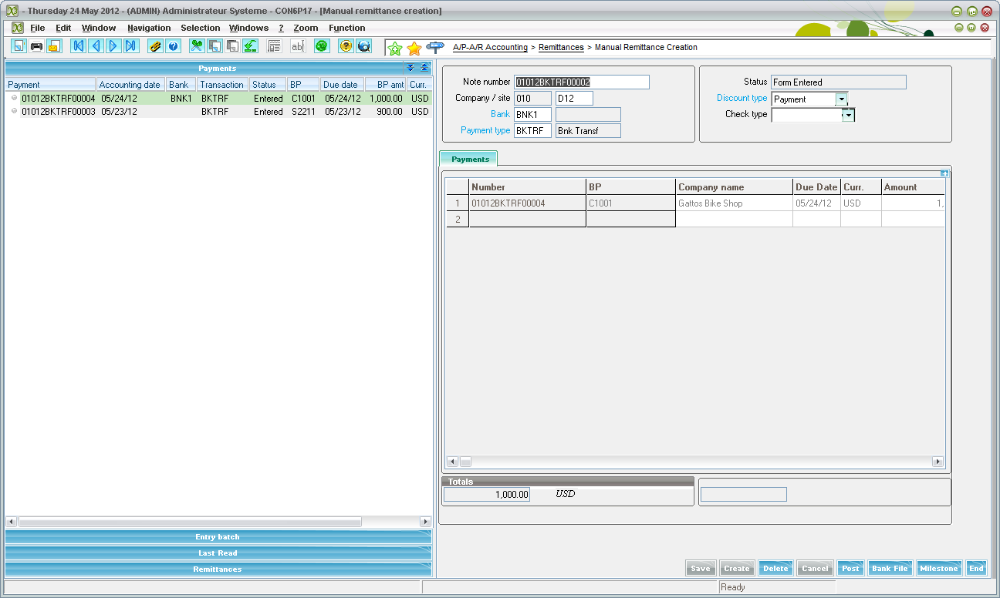 - Thursday 24 May 2012 - (ADMIN) Administrateur Systeme - CON6P17 - [Manual remittance creation]
File Edit Window Navigation Selection Windows ? Zoom Function
A/P-A/R Accounting > Remittances > Manual Remittance Creation
Payments
Payment Accounting date Bank Transaction Status BP Due date BP amt Curr.
01012BKTRF00004 05/24/12 BNK1 BKTRF Entered C1001 05/24/12 1,000.00 USD
01012BKTRF00003 05/23/12 BKTRF Entered S2211 05/23/12 900.00 USD
Entry batch
Last Read
Remittances
Note number 01012BKTRF00002
Company / site 010 D12
Bank BNK1
Payment type BKTRF Bnk Transf
Status Form Entered
Discount type Payment
Check type
Payments
Number BP Company name Due Date Curr. Amount
1 01012BKTRF00004 C1001 Gattos Bike Shop 05/24/12 USD 1,
2
Totals
1,000.00 USD
Save Create Delete Cancel Post Bank File Milestone End
Ready